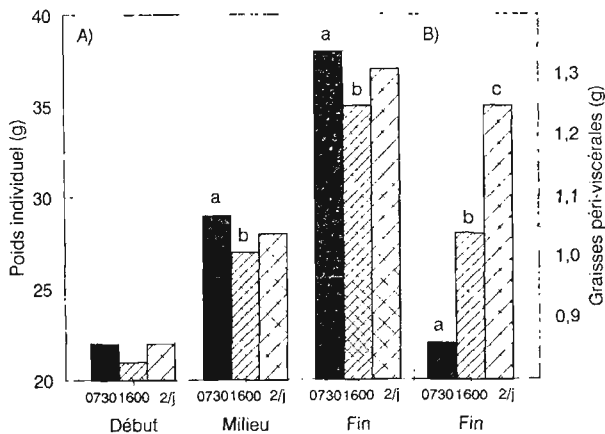 A)
B)
Poids individuel (g)
40
35
29
25
20
a
b
a
b
a
b
c
1,3
1,2
1,1
1,0
0,9
Graisses péri-viscérales (g)
0730 1600 2/j
0730 1600 2/j
0730 1600 2/j
0730 1600 2/j
Début
Milieu
Fin
Fin